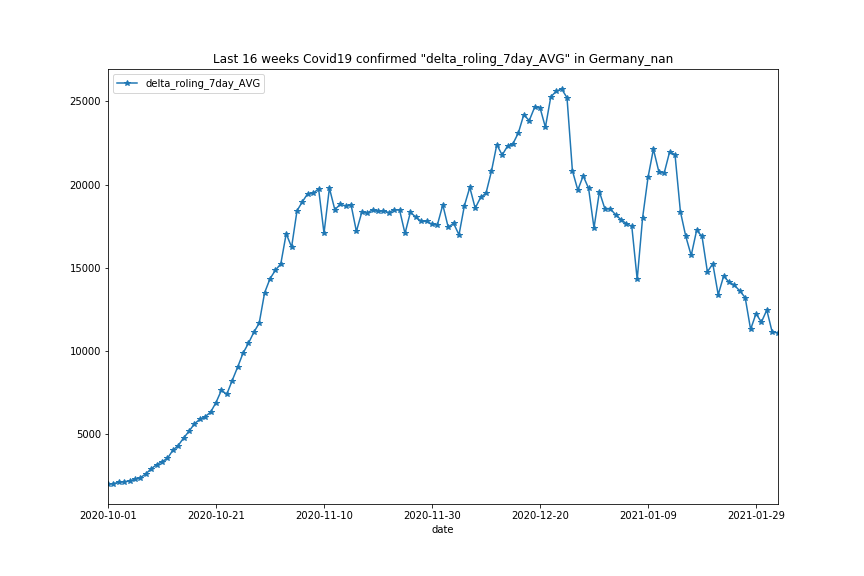 Last 16 weeks Covid19 confirmed "delta_roling_7day_AVG" in Germany_nan
delta_roling_7day_AVG
25000
20000
15000
10000
5000
2020-10-01 2020-10-21 2020-11-10 2020-11-30 2020-12-20 2021-01-09 2021-01-29
date